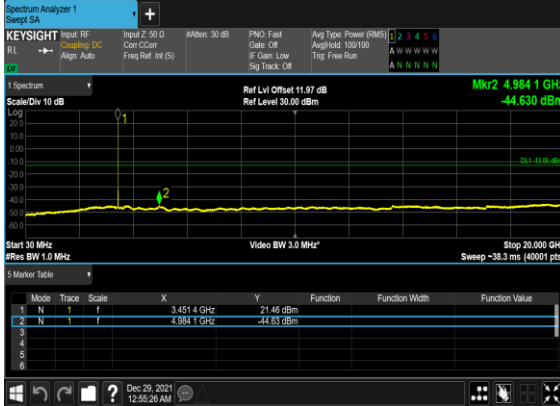 Spectrum Analyzer 1
Swept SA
+
KEYSIGHT Input: RF Input Z: 50 Ω #Atten: 30 dB PNO: Fast Avg Type: Power (RMS) 1 2 3 4 5 6
RL Coupling: DC Corr CCorr Gate: Off Avg|Hold: 100/100 A W W W W W
Align: Auto Freq Ref: Int (S) IF Gain: Low Trig: Free Run
Sig Track: Off A N N N N N
1 Spectrum
Ref Lvl Offset 11.97 dB Mkr2 4.984 1 GHz
Scale/Div 10 dB Ref Level 30.00 dBm -44.630 dBm
Log
20.0
10.0
0.00
-10.0
-20.0
-30.0
-40.0
-50.0
-60.0
1
2
DL1 -13.00 dBm
Start 30 MHz Video BW 3.0 MHz* Stop 20.000 GHz
#Res BW 1.0 MHz Sweep ~38.3 ms (40001 pts)
5 Marker Table
Mode Trace Scale X Y Function Function Width Function Value
1 N 1 f 3.451 4 GHz 21.46 dBm
2 N 1 f 4.984 1 GHz -44.63 dBm
3
4
5
6
? Dec 29, 2021
12:55:26 AM